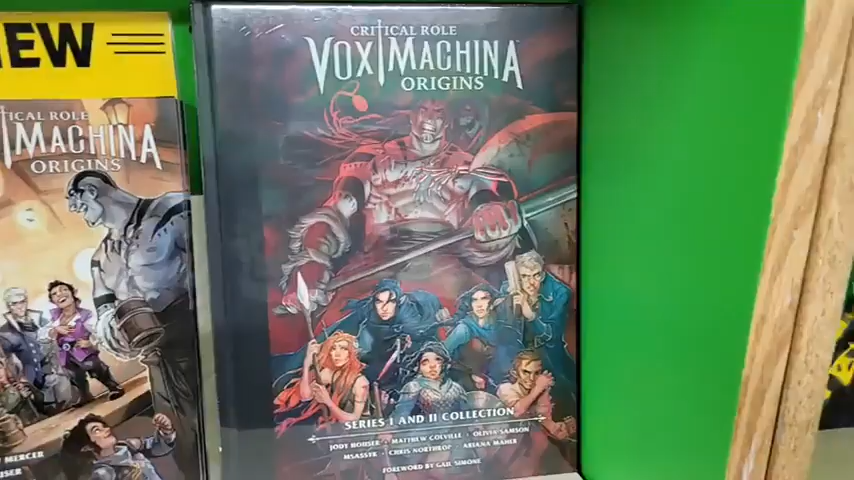 EW
TICAL ROLE
MACHINA
ORIGINS
MERCER
CRITICAL ROLE
VOX MACHINA
ORIGINS
SERIES I AND II COLLECTION
JODY HOUSER · MATTHEW COLVILLE · OLIVIA SAMSON
MSASSYK · CHRIS NORTHROP · ARIANA MAHER
FOREWORD BY GAIL SIMONE